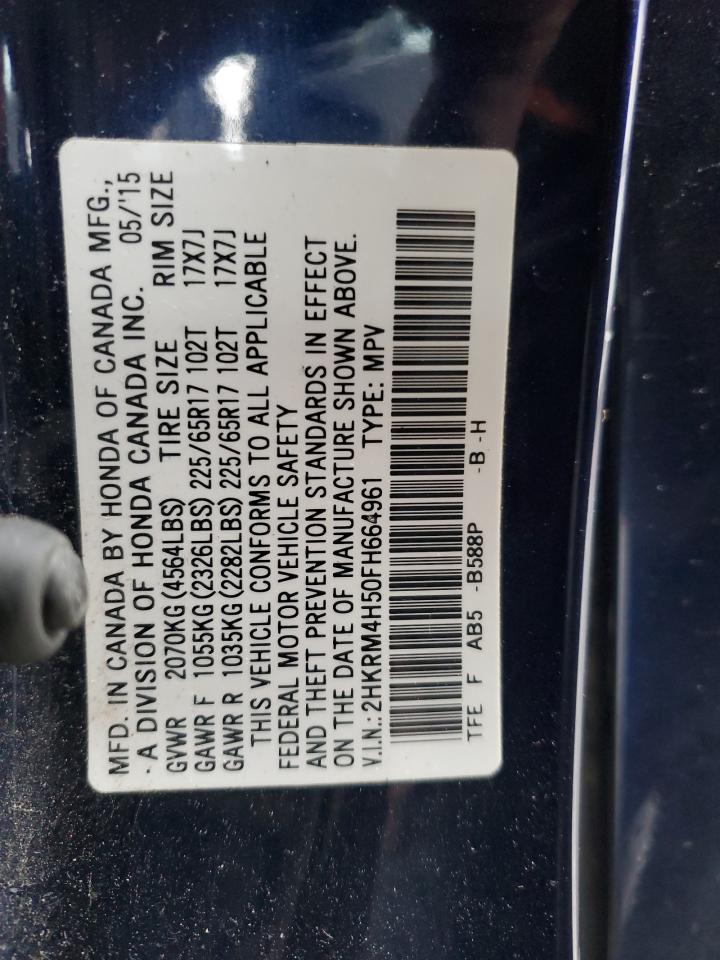 MFD. IN CANADA BY HONDA OF CANADA MFG.,
A DIVISION OF HONDA CANADA INC. 05/'15
GVWR 2070KG(4564LBS) TIRE SIZE RIM SIZE
GAWR F 1055KG(2326LBS) 225/65R17 102T 17X7J
GAWR R 1035KG(2282LBS) 225/65R17 102T 17X7J
THIS VEHICLE CONFORMS TO ALL APPLICABLE
FEDERAL MOTOR VEHICLE SAFETY
AND THEFT PREVENTION STANDARDS IN EFFECT
ON THE DATE OF MANUFACTURE SHOWN ABOVE.
V.I.N.: 2HKRM4H50FH664961 TYPE: MPV
TFE F AB5 -B588P -B -H